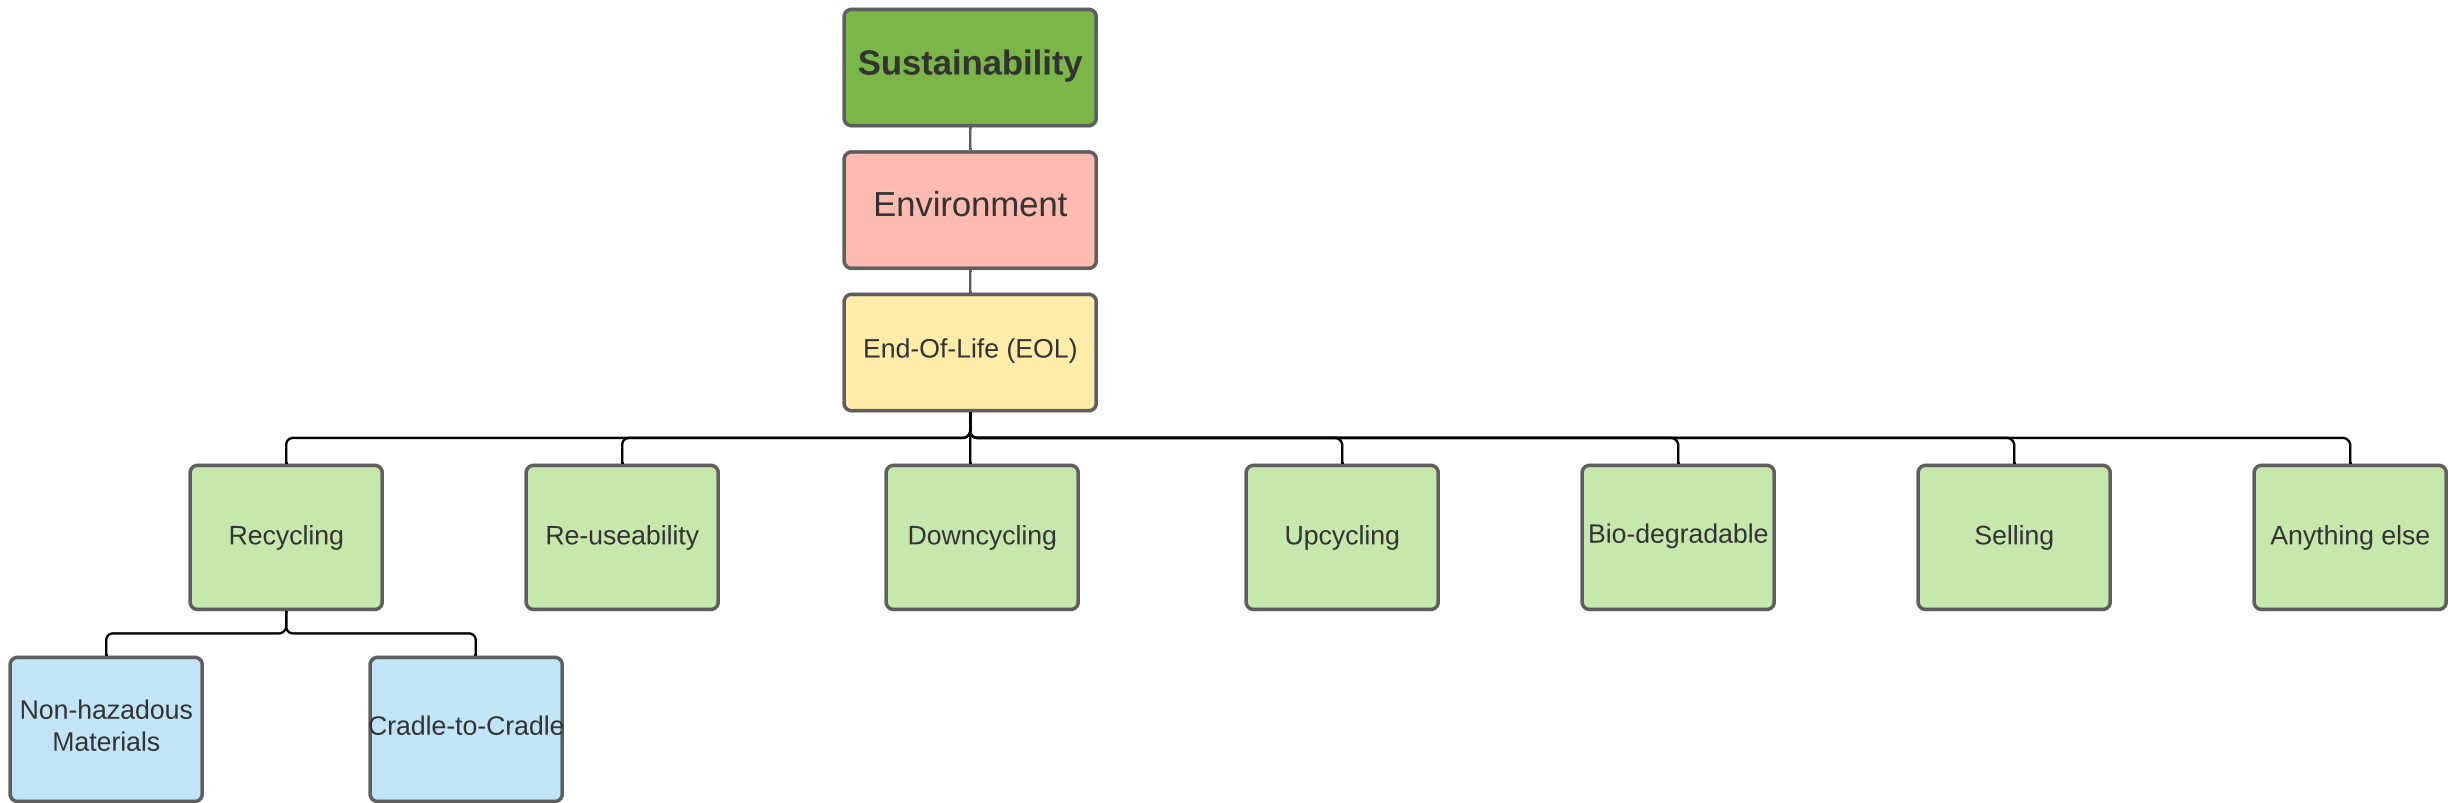 Sustainability
Environment
End-Of-Life (EOL)
Recycling
Re-useability
Downcycling
Upcycling
Bio-degradable
Selling
Anything else
Non-hazadous
Materials
Cradle-to-Cradle